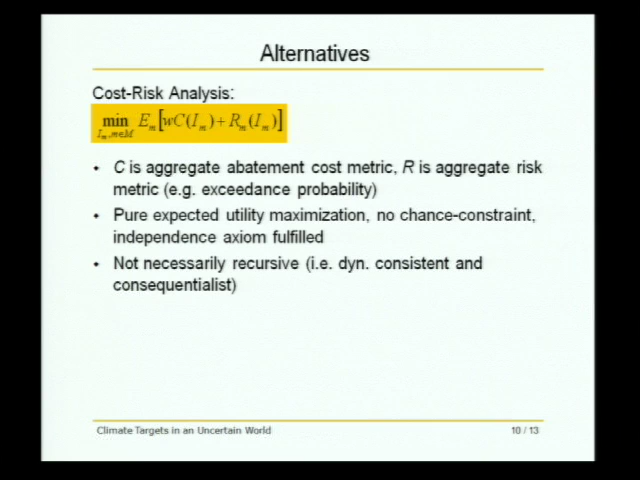 Alternatives
Cost-Risk Analysis:
min E_m[wC(I_m)+R_m(I_m)]
I_m,m∈M
• C is aggregate abatement cost metric, R is aggregate risk
metric (e.g. exceedance probability)
• Pure expected utility maximization, no chance-constraint,
independence axiom fulfilled
• Not necessarily recursive (i.e. dyn. consistent and
consequentialist)
Climate Targets in an Uncertain World
10 / 13